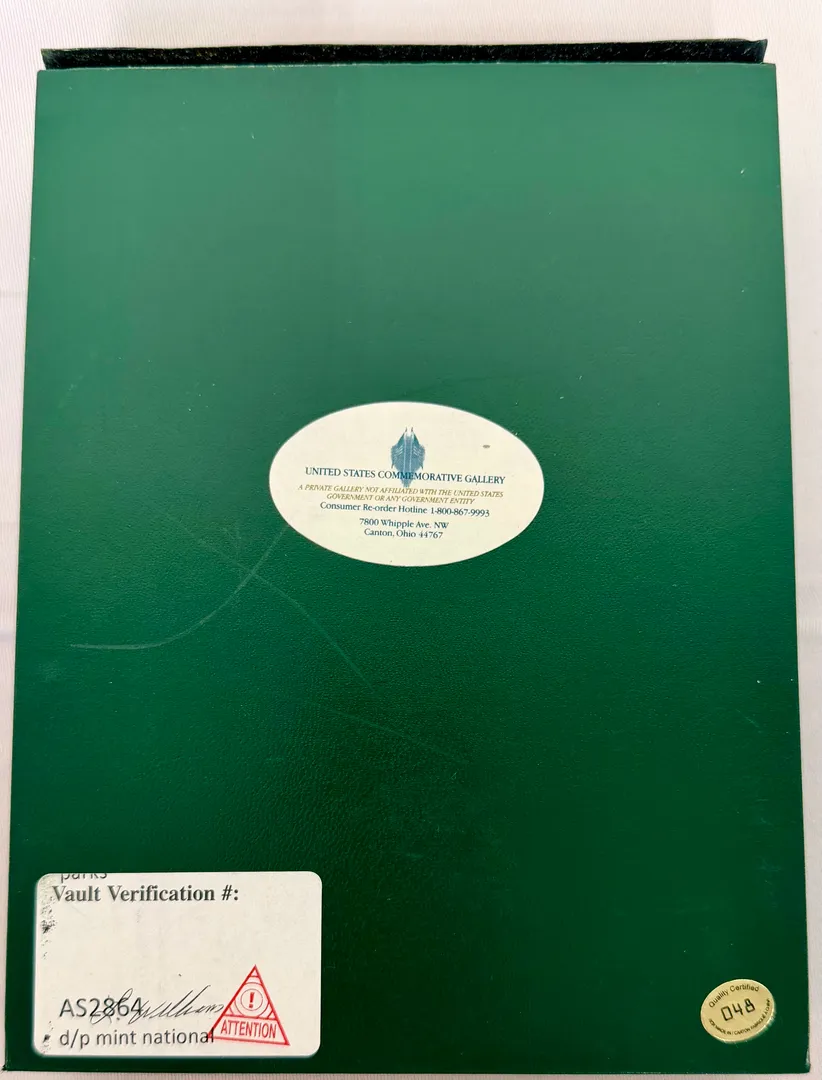 UNITED STATES COMMEMORATIVE GALLERY
A PRIVATE GALLERY NOT AFFILIATED WITH THE UNITED STATES
GOVERNMENT OR ANY GOVERNMENT ENTITY
Consumer Re-order Hotline 1-800-867-9993
7800 Whipple Ave. NW
Canton, Ohio 44767
parks
Vault Verification #:
AS2864
d/p mint national
ATTENTION
Quality Certified
048